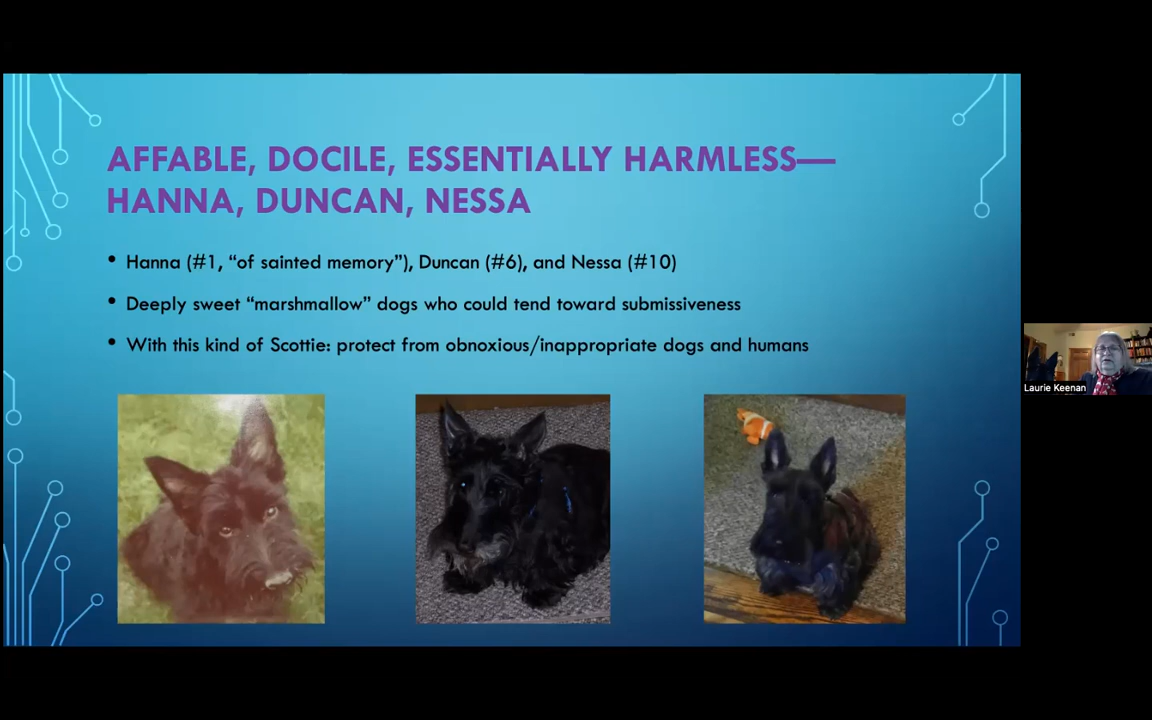 AFFABLE, DOCILE, ESSENTIALLY HARMLESS—
HANNA, DUNCAN, NESSA
• Hanna (#1, “of sainted memory”), Duncan (#6), and Nessa (#10)
• Deeply sweet “marshmallow” dogs who could tend toward submissiveness
• With this kind of Scottie: protect from obnoxious/inappropriate dogs and humans
Laurie Keenan